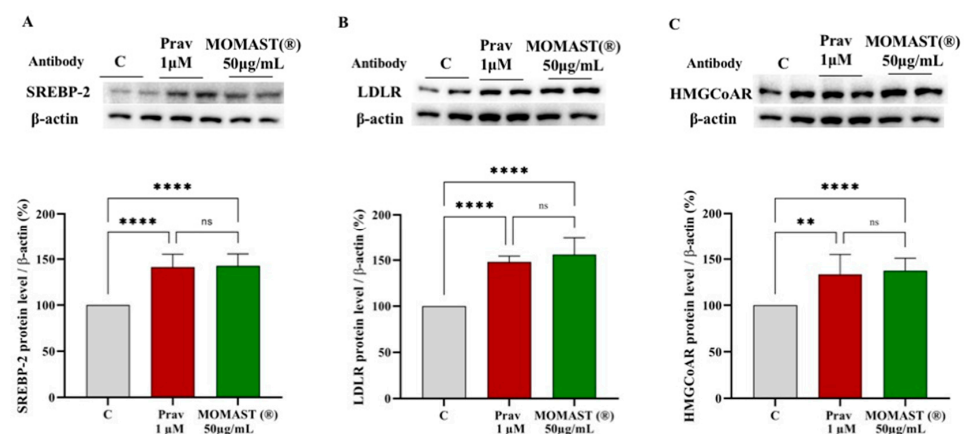 A
Antibody
C
Prav
1µM
MOMAST(®)
50µg/mL
SREBP-2
β-actin
SREBP-2 protein level / β-actin (%)
200
150
100
50
0
****
****
ns
C
Prav
1 µM
MOMAST (®)
50µg/mL
B
Antibody
C
Prav
1µM
MOMAST(®)
50µg/mL
LDLR
β-actin
LDLR protein level / β-actin (%)
200
150
100
50
0
****
****
ns
C
Prav
1 µM
MOMAST (®)
50µg/mL
C
Antibody
C
Prav
1µM
MOMAST(®)
50µg/mL
HMGCoAR
β-actin
HMGCoAR protein level / β-actin (%)
200
150
100
50
0
****
**
ns
C
Prav
1 µM
MOMAST (®)
50µg/mL